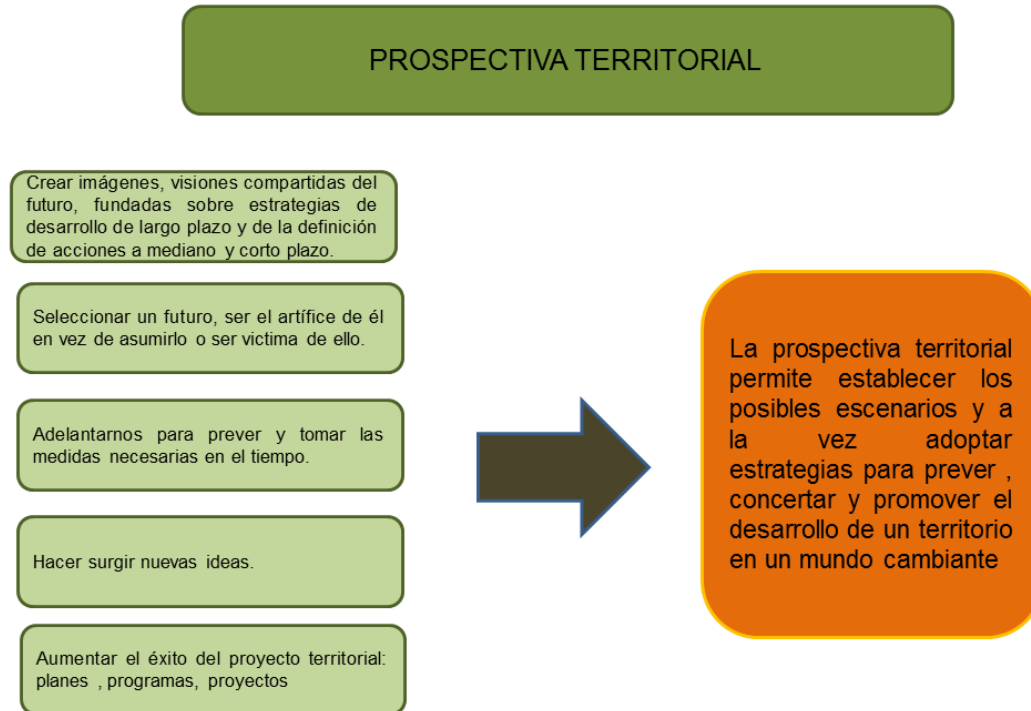 PROSPECTIVA TERRITORIAL
Crear imágenes, visiones compartidas del
futuro, fundadas sobre estrategias de
desarrollo de largo plazo y de la definición
de acciones a mediano y corto plazo.
Seleccionar un futuro, ser el artífice de él
en vez de asumirlo o ser victima de ello.
Adelantarnos para prever y tomar las
medidas necesarias en el tiempo.
Hacer surgir nuevas ideas.
Aumentar el éxito del proyecto territorial:
planes , programas, proyectos
La prospectiva territorial
permite establecer los
posibles escenarios y a
la vez adoptar
estrategias para prever ,
concertar y promover el
desarrollo de un territorio
en un mundo cambiante